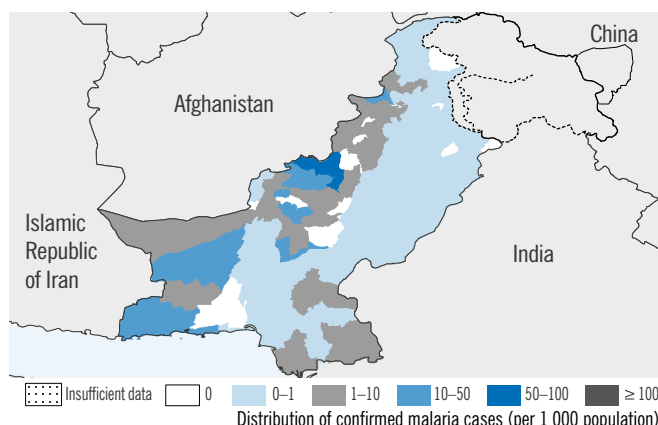 China
Afghanistan
Islamic
Republic
of Iran
India
Insufficient data 0 0–1 1–10 10–50 50–100 ≥ 100
Distribution of confirmed malaria cases (per 1 000 population)